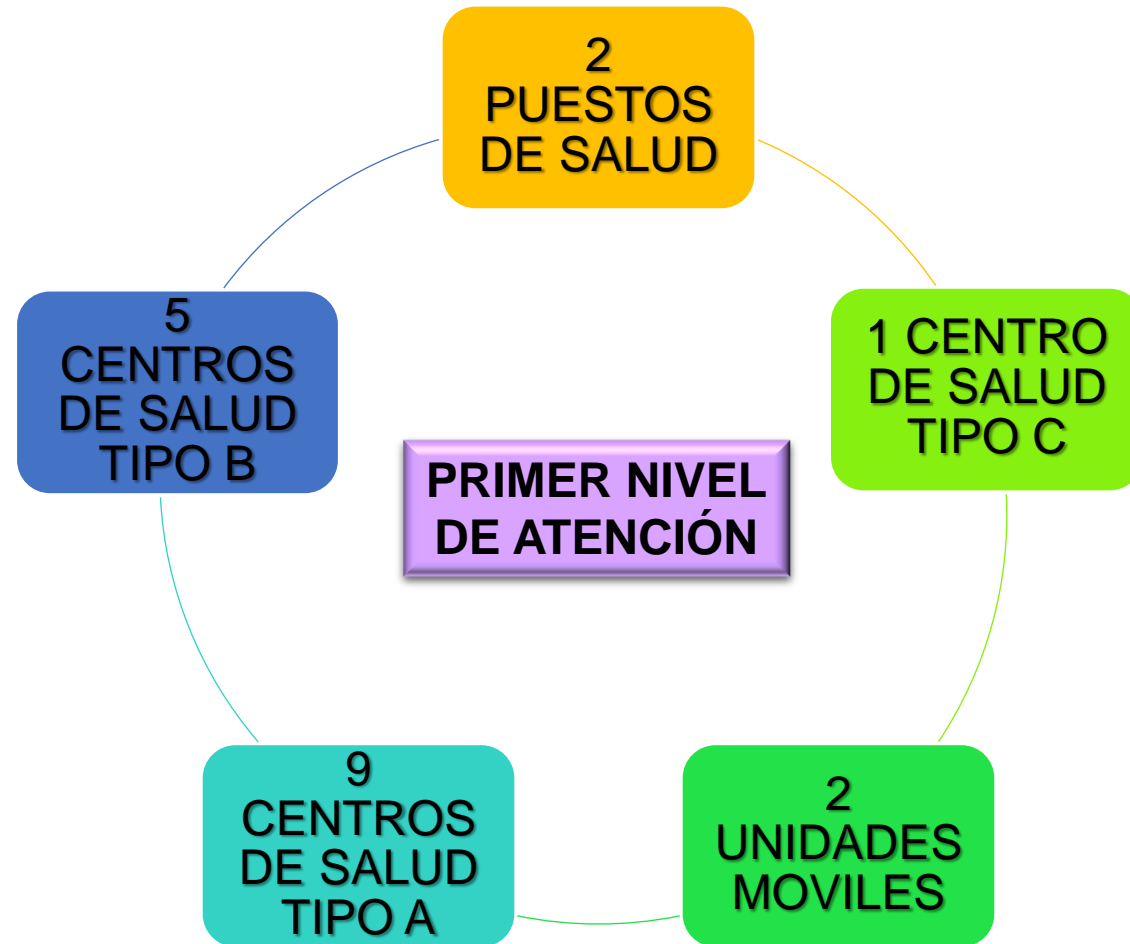 2
PUESTOS
DE SALUD
1 CENTRO
DE SALUD
TIPO C
2
UNIDADES
MOVILES
9
CENTROS
DE SALUD
TIPO A
5
CENTROS
DE SALUD
TIPO B
PRIMER NIVEL
DE ATENCIÓN